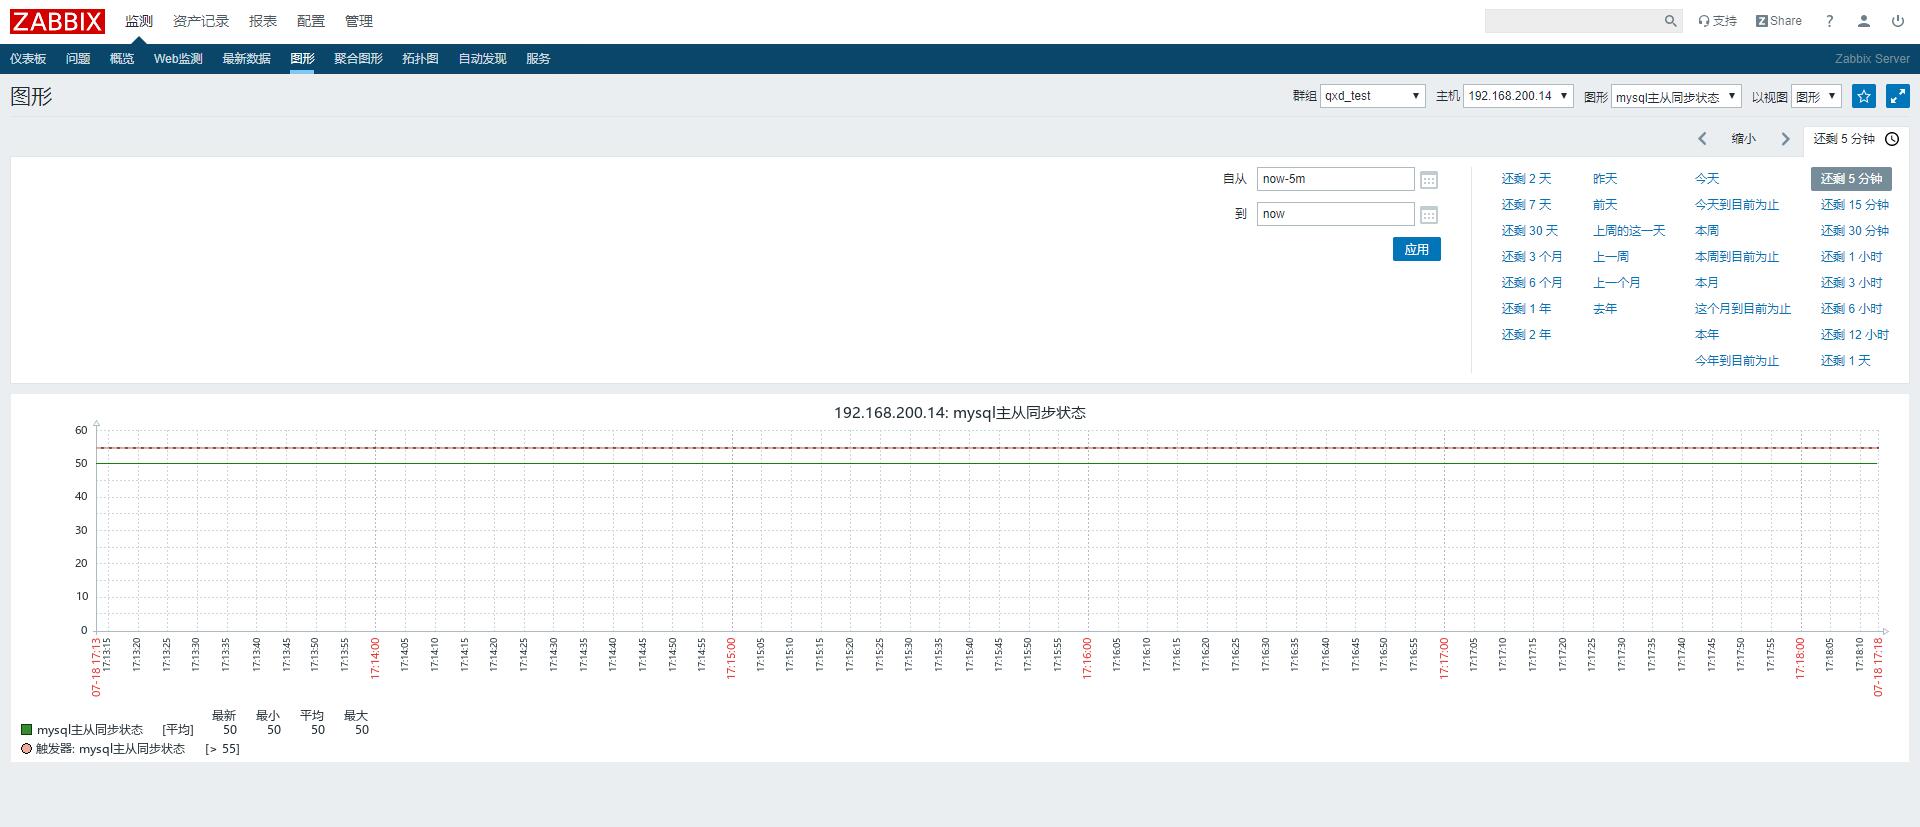 ZABBIX 监测 资产记录 报表 配置 管理 支持 Z Share ?
仪表板 问题 概览 Web监测 最新数据 图形 聚合图形 拓扑图 自动发现 服务 Zabbix Server
图形 群组 qxd_test 主机 192.168.200.14 图形 mysql主从同步状态 以视图 图形
缩小 还剩 5 分钟
自从 now-5m 还剩 2 天 昨天 今天 还剩 5 分钟
还剩 7 天 前天 今天到目前为止 还剩 15 分钟
到 now
还剩 30 天 上周的这一天 本周 还剩 30 分钟
应用 还剩 3 个月 上一周 本周到目前为止 还剩 1 小时
还剩 6 个月 上一个月 本月 还剩 3 小时
还剩 1 年 去年 这个月到目前为止 还剩 6 小时
还剩 2 年 本年 还剩 12 小时
今年到目前为止 还剩 1 天
192.168.200.14: mysql主从同步状态
60
50
40
30
20
10
0
07-18 17:13 17:13:15 17:13:20 17:13:25 17:13:30 17:13:35 17:13:40 17:13:45 17:13:50 17:13:55 17:14:00 17:14:05 17:14:10 17:14:15 17:14:20 17:14:25 17:14:30 17:14:35 17:14:40 17:14:45 17:14:50 17:14:55 17:15:00 17:15:05 17:15:10 17:15:15 17:15:20 17:15:25 17:15:30 17:15:35 17:15:40 17:15:45 17:15:50 17:15:55 17:16:00 17:16:05 17:16:10 17:16:15 17:16:20 17:16:25 17:16:30 17:16:35 17:16:40 17:16:45 17:16:50 17:16:55 17:17:00 17:17:05 17:17:10 17:17:15 17:17:20 17:17:25 17:17:30 17:17:35 17:17:40 17:17:45 17:17:50 17:17:55 17:18:00 17:18:05 17:18:10 07-18 17:18
最新 最小 平均 最大
mysql主从同步状态 [平均] 50 50 50 50
触发器: mysql主从同步状态 [> 55]